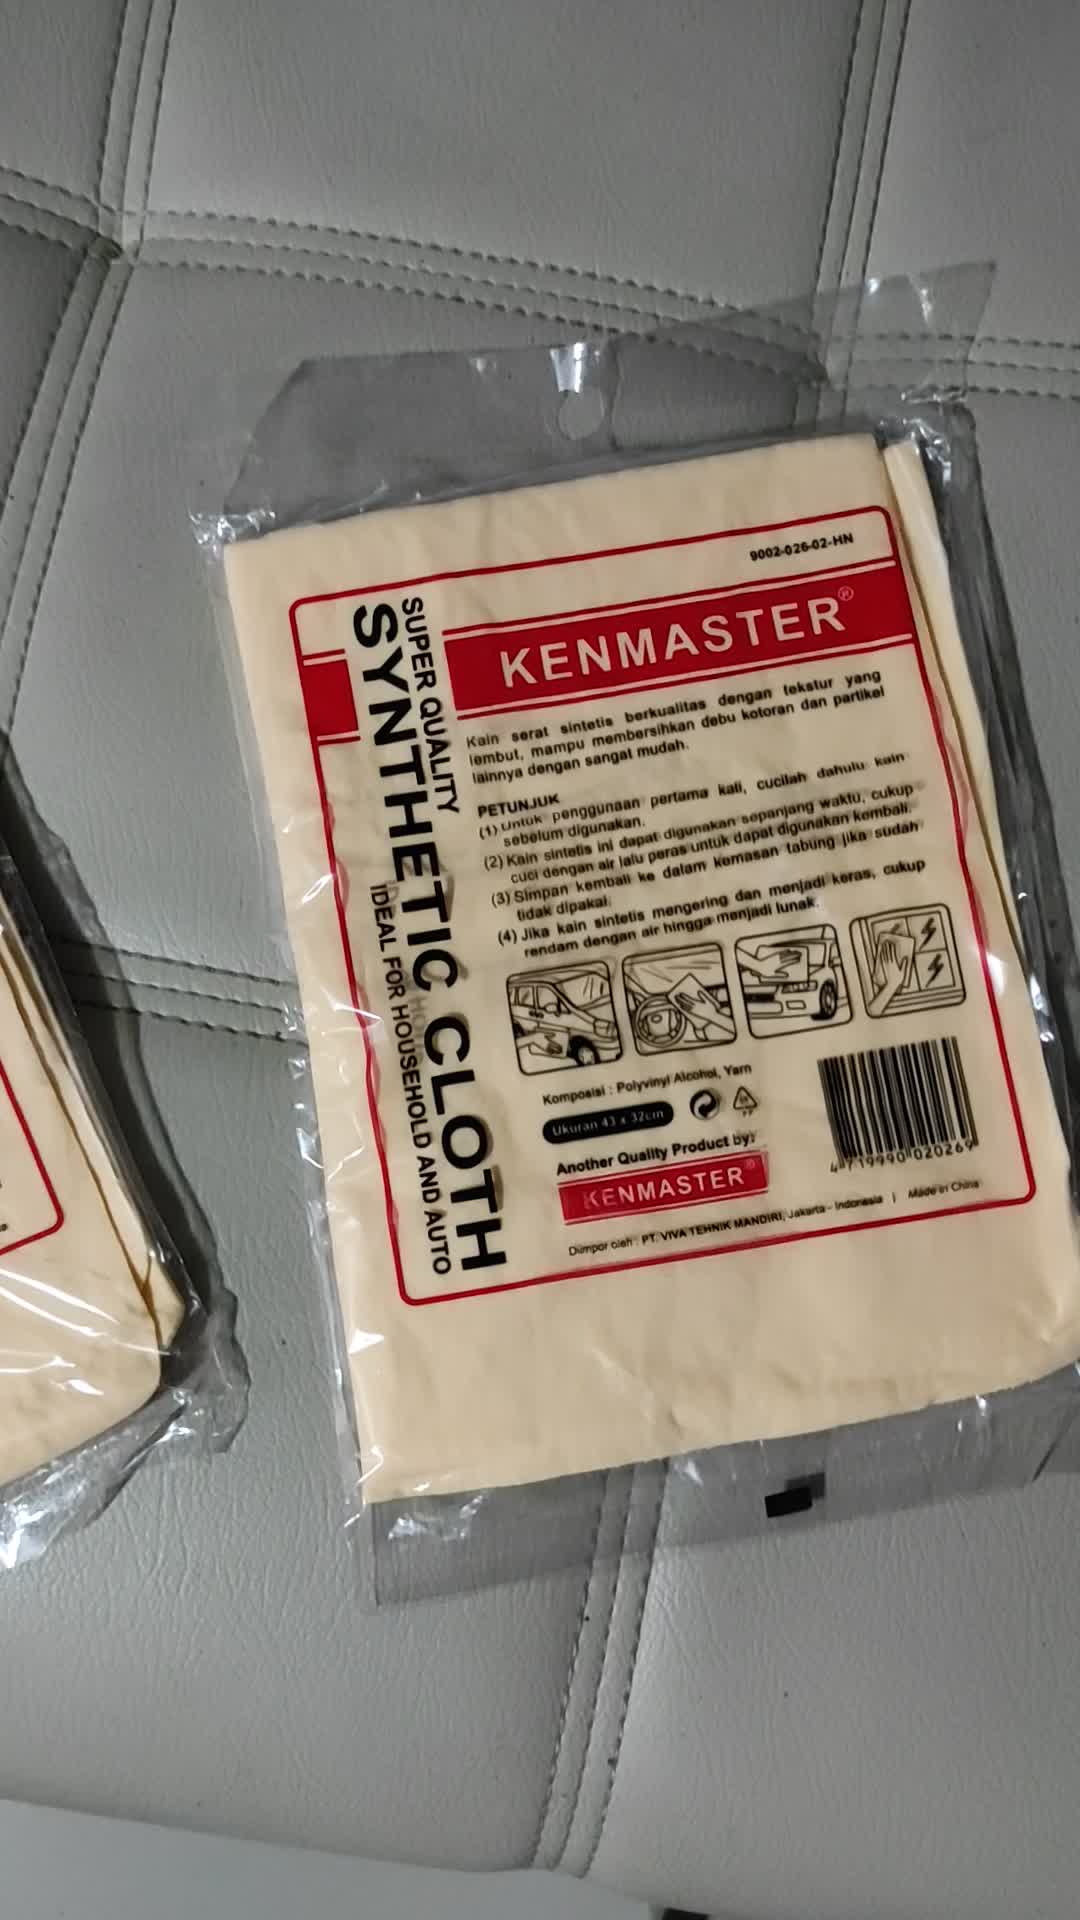 9002-026-02-HN
KENMASTER®
SUPER QUALITY
SYNTHETIC CLOTH
IDEAL FOR HOUSEHOLD AND AUTO
Kain serat sintetis berkualitas dengan tekstur yang
lembut, mampu membersihkan debu kotoran dan partikel
lainnya dengan sangat mudah.
PETUNJUK
(1) Untuk penggunaan pertama kali, cucilah dahulu kain
sebelum digunakan.
(2) Kain sintetis ini dapat digunakan sepanjang waktu, cukup
cuci dengan air lalu peras untuk dapat digunakan kembali.
(3) Simpan kembali ke dalam kemasan tabung jika sudah
tidak dipakai.
(4) Jika kain sintetis mengering dan menjadi keras, cukup
rendam dengan air hingga menjadi lunak.
Komposisi : Polyvinyl Alcohol, Yarn
Ukuran 43 x 32cm
Another Quality Product by:
KENMASTER®
4 719990 020269
Diimpor oleh : PT. VIVA TEHNIK MANDIRI, Jakarta - Indonesia | Made in China